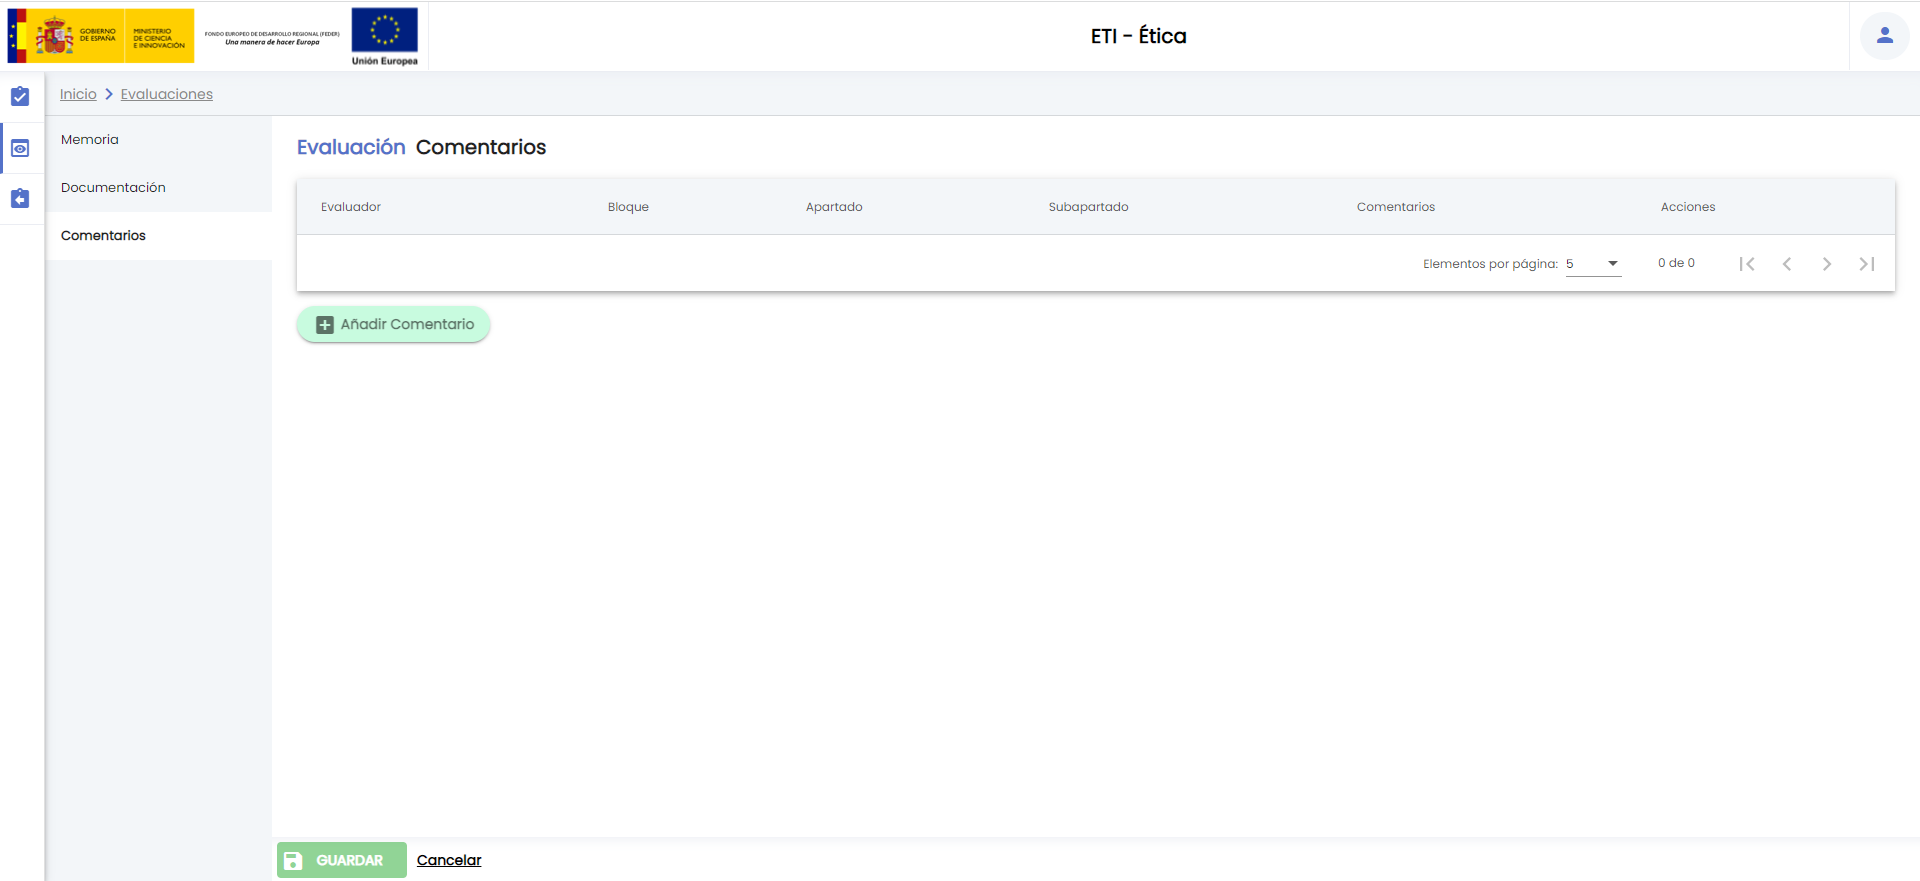 GOBIERNO
DE ESPAÑA
MINISTERIO
DE CIENCIA
E INNOVACIÓN
FONDO EUROPEO DE DESARROLLO REGIONAL (FEDER)
Una manera de hacer Europa
Unión Europea
ETI - Ética
Inicio
Evaluaciones
Memoria
Documentación
Comentarios
Evaluación Comentarios
Evaluador Bloque Apartado Subapartado Comentarios Acciones
Elementos por página: 5 0 de 0
Añadir Comentario
GUARDAR Cancelar